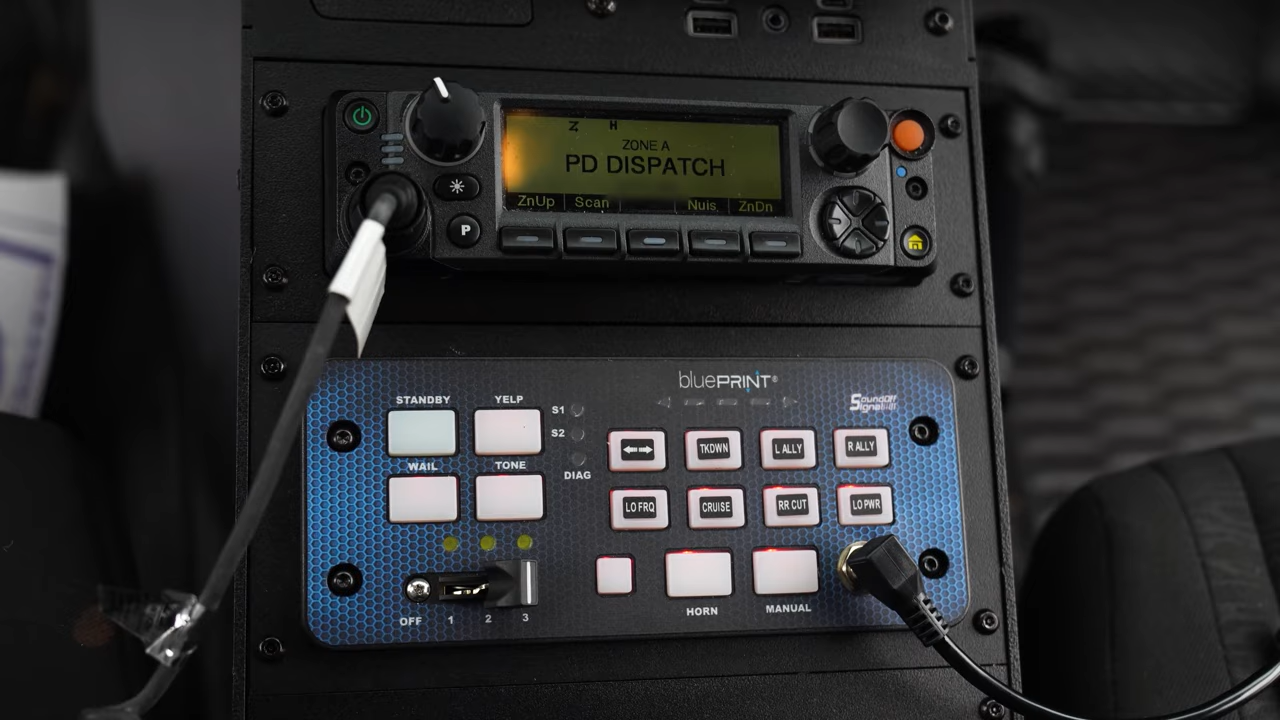 Z H
ZONE A
PD DISPATCH
ZnUp Scan Nuis ZnDn
P
bluePRINT®
SoundOff Signal
STANDBY YELP
S1
S2
WAIL TONE
DIAG
TKDWN L ALLY R ALLY
LO FRQ CRUISE RR CUT LO PWR
OFF 1 2 3
HORN MANUAL